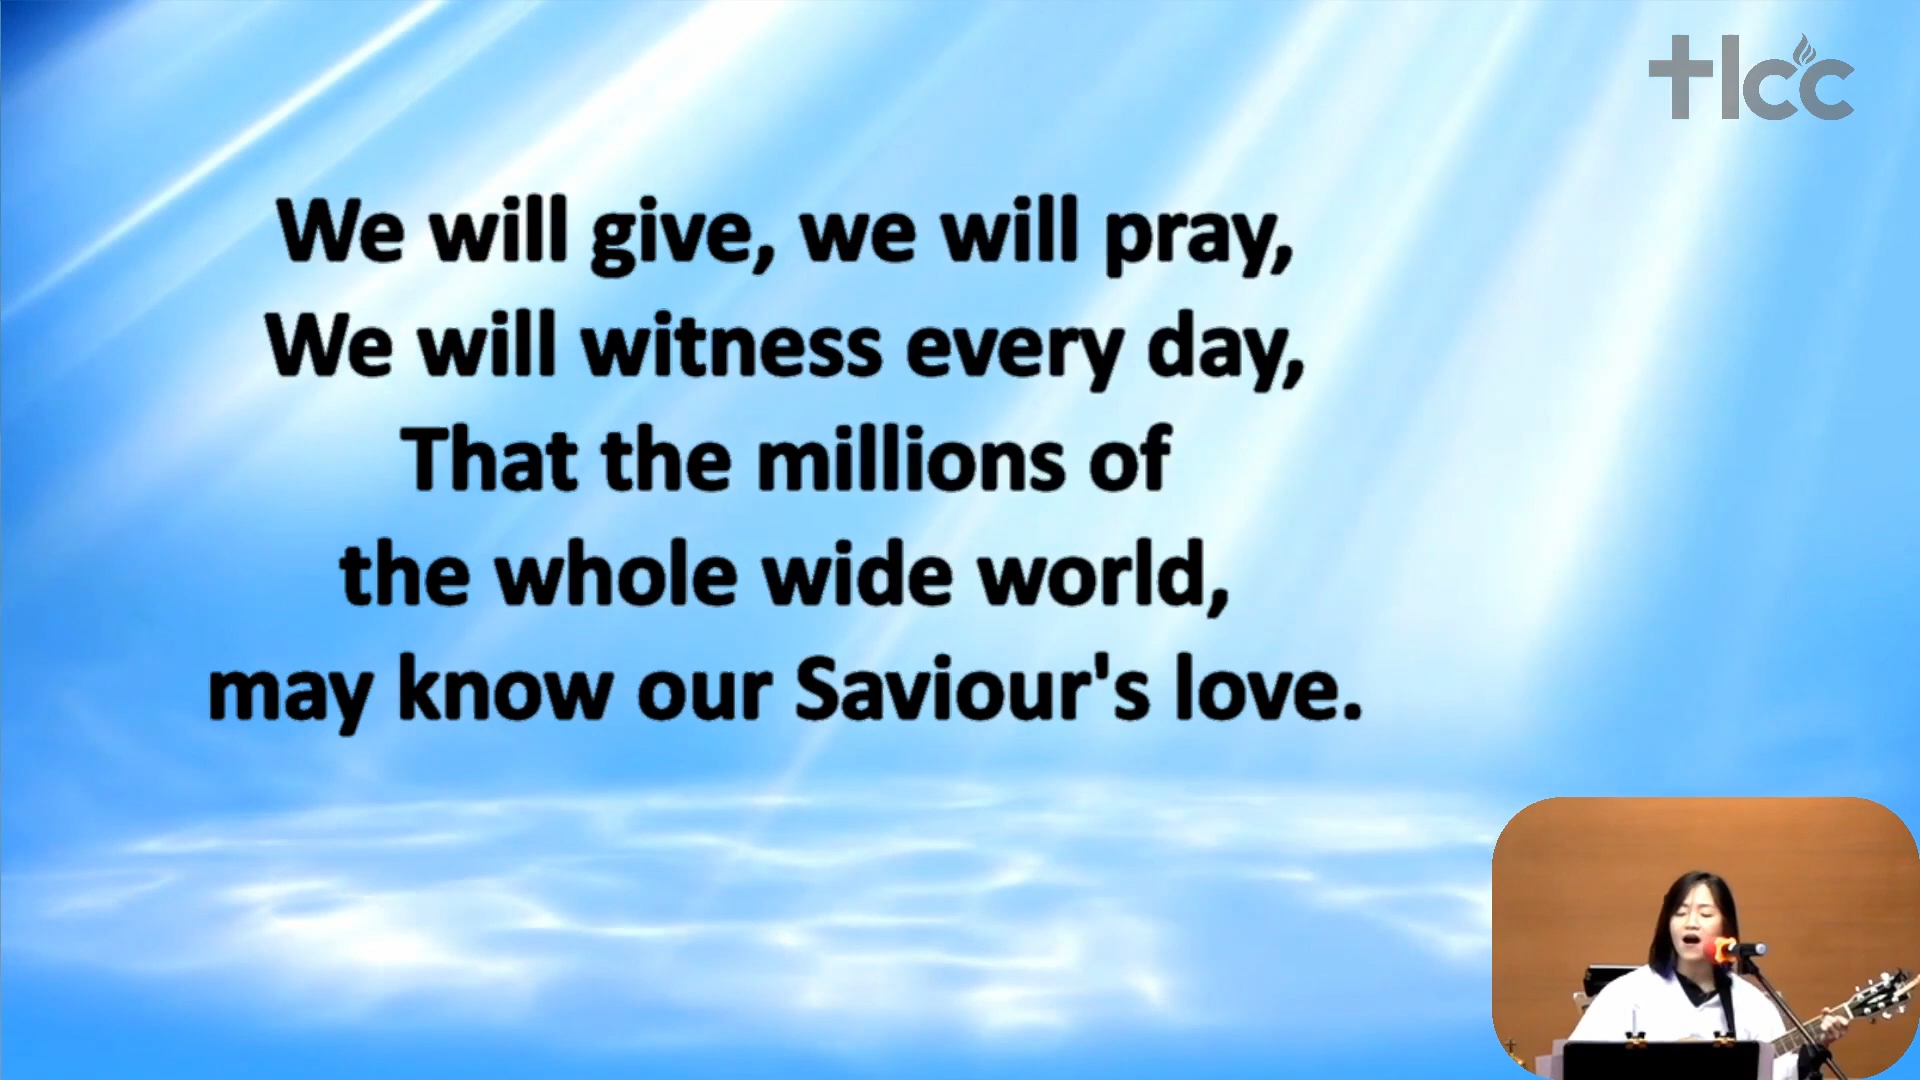 tlcc
We will give, we will pray,
We will witness every day,
That the millions of
the whole wide world,
may know our Saviour's love.